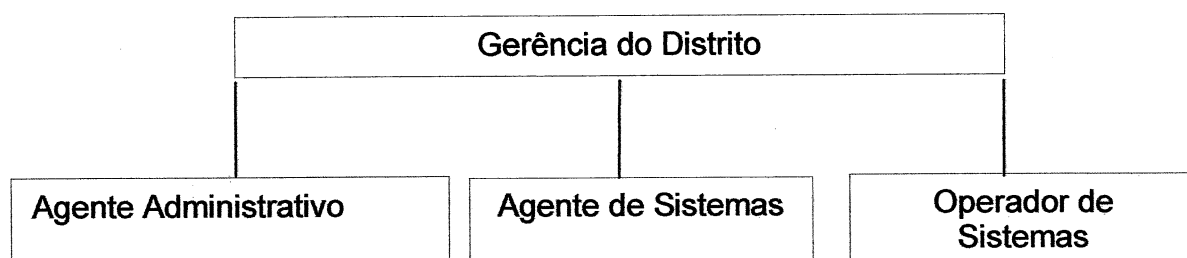 Gerência do Distrito
Agente Administrativo
Agente de Sistemas
Operador de
Sistemas